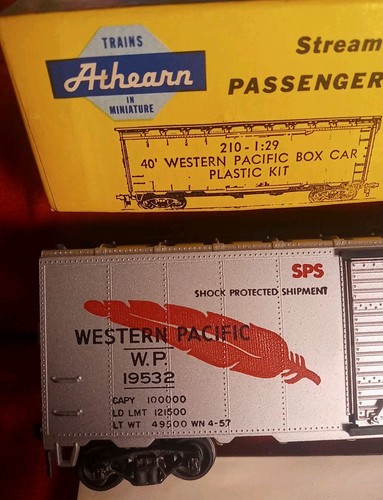 TRAINS
Athearn
IN
MINIATURE
Stream
PASSENGER
210 - 1:29
40' WESTERN PACIFIC BOX CAR
PLASTIC KIT
SPS
SHOCK PROTECTED SHIPMENT
WESTERN PACIFIC
W.P.
19532
CAPY 100000
LD LMT 121500
LT WT 49500 WN 4-57